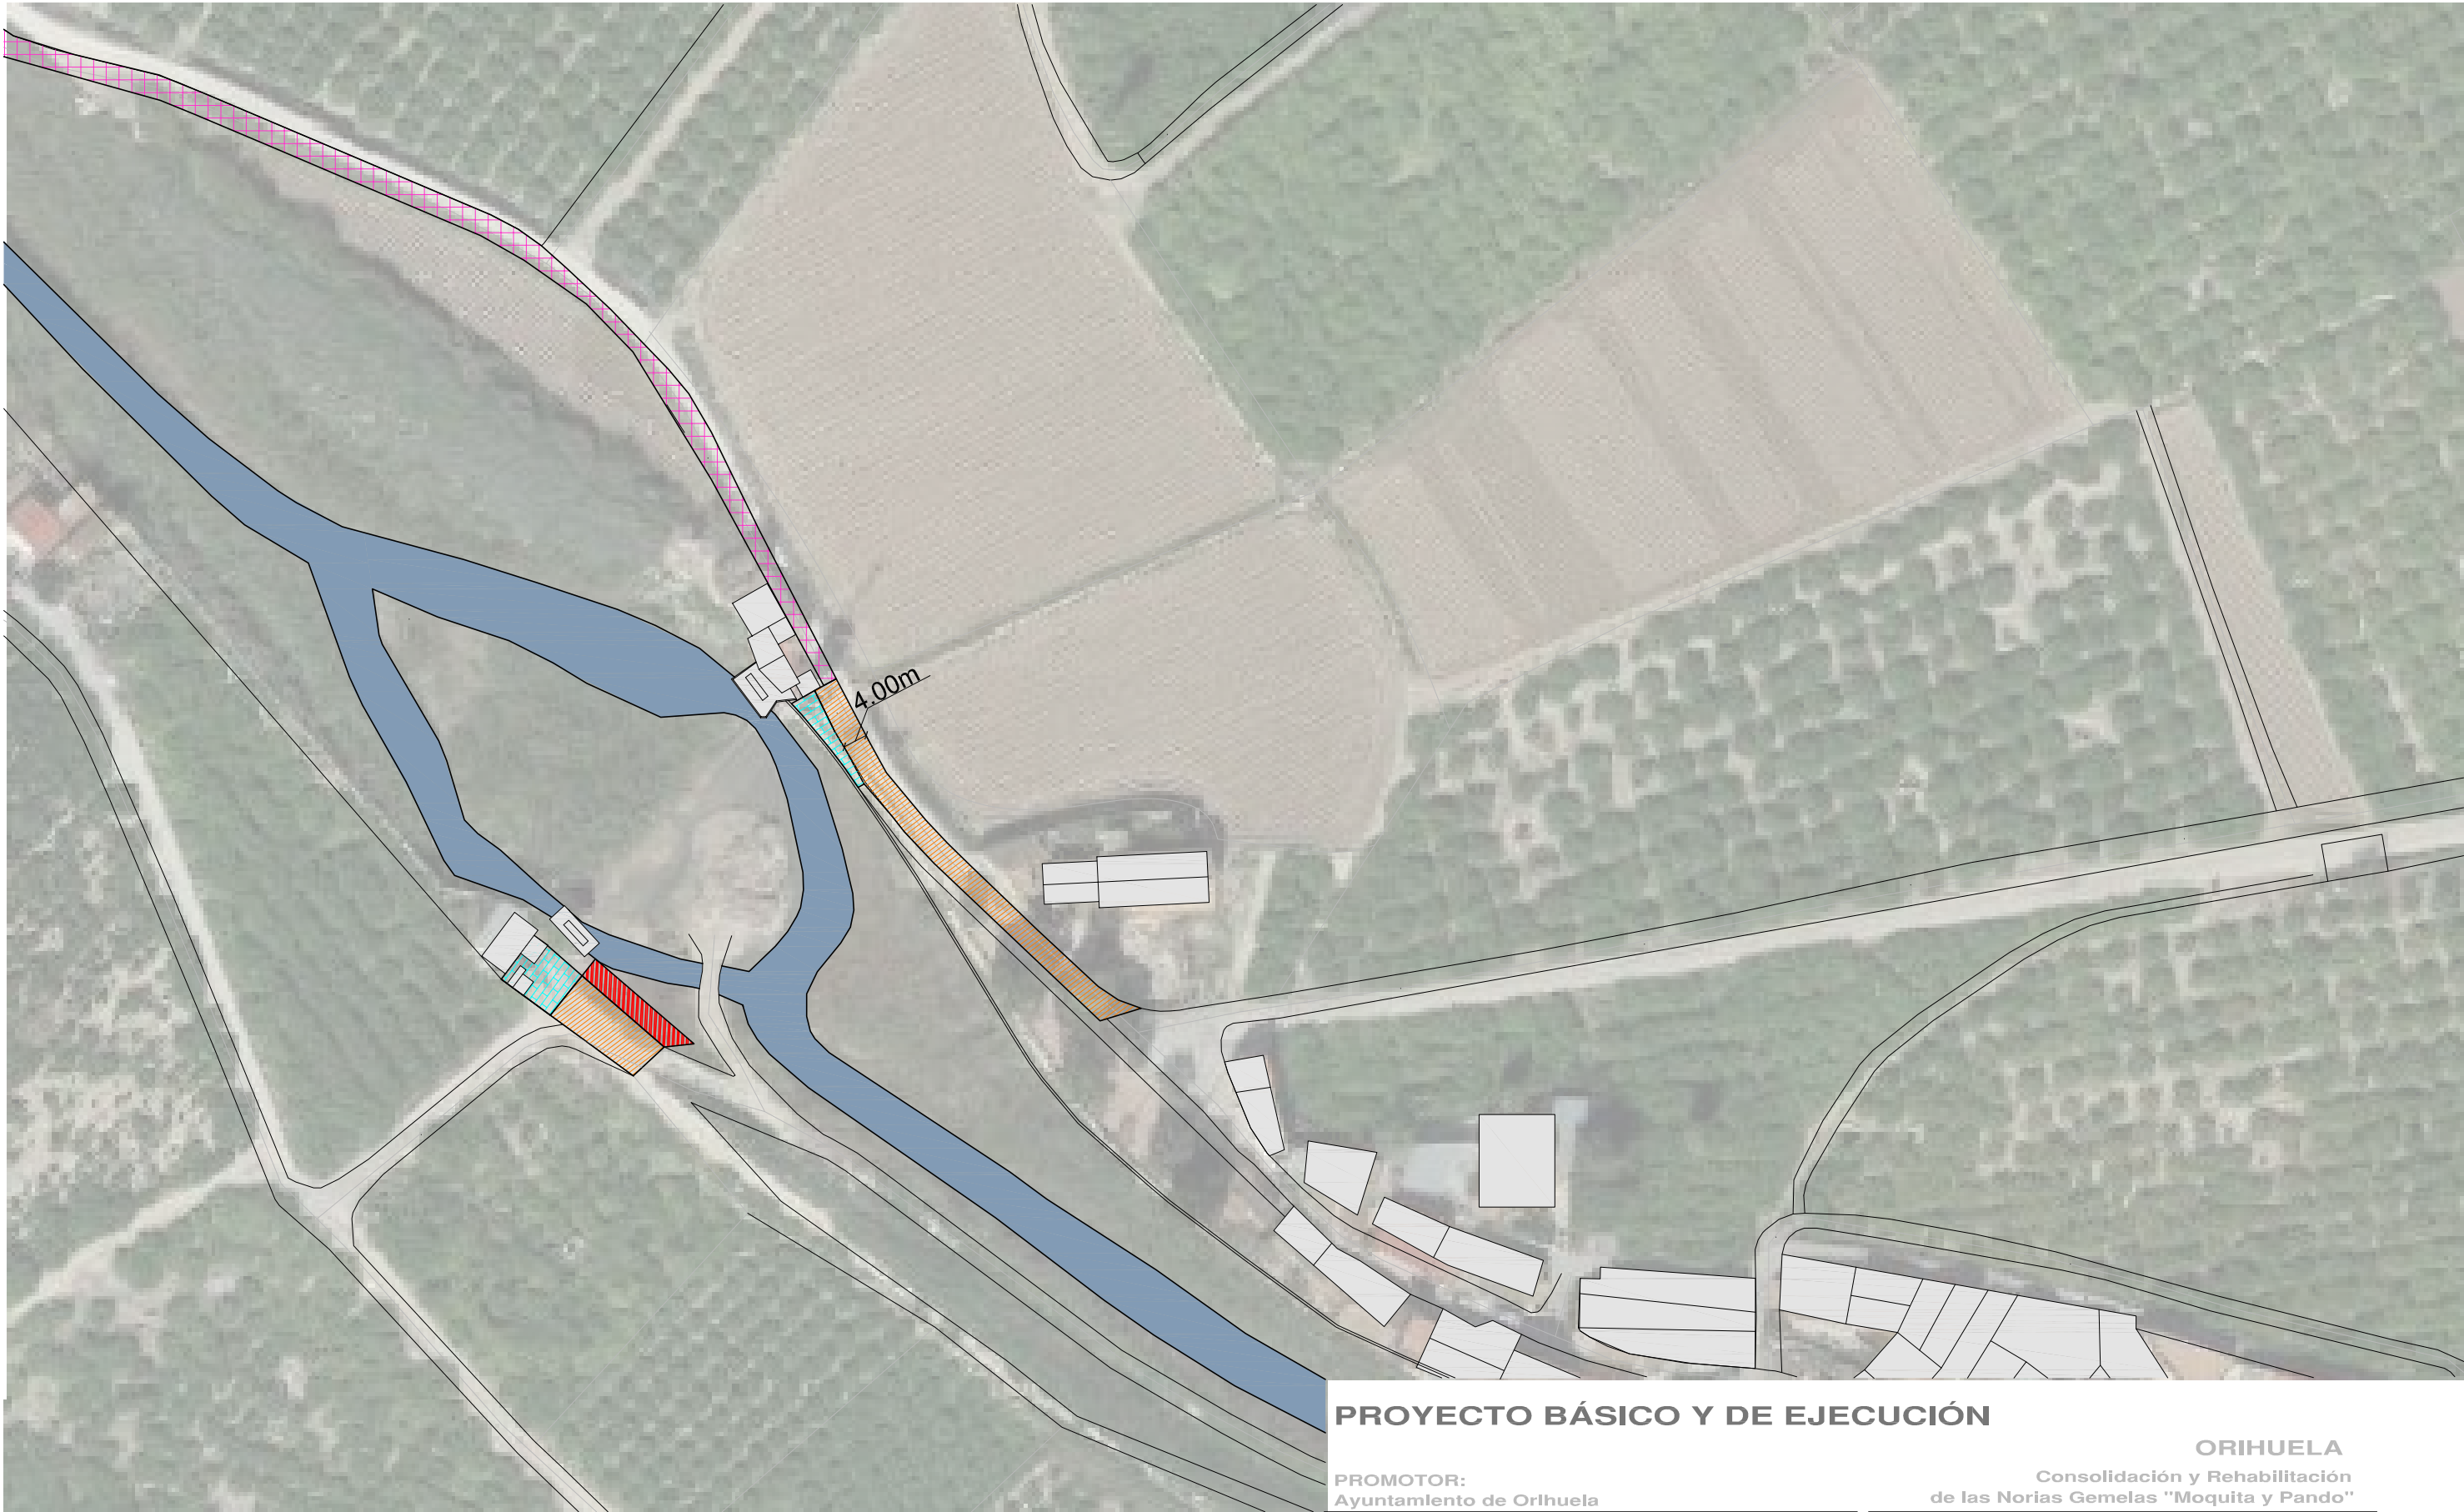 4.00m
PROYECTO BÁSICO Y DE EJECUCIÓN
ORIHUELA
PROMOTOR:
Ayuntamiento de Orihuela
Consolidación y Rehabilitación
de las Norias Gemelas "Moquita y Pando"